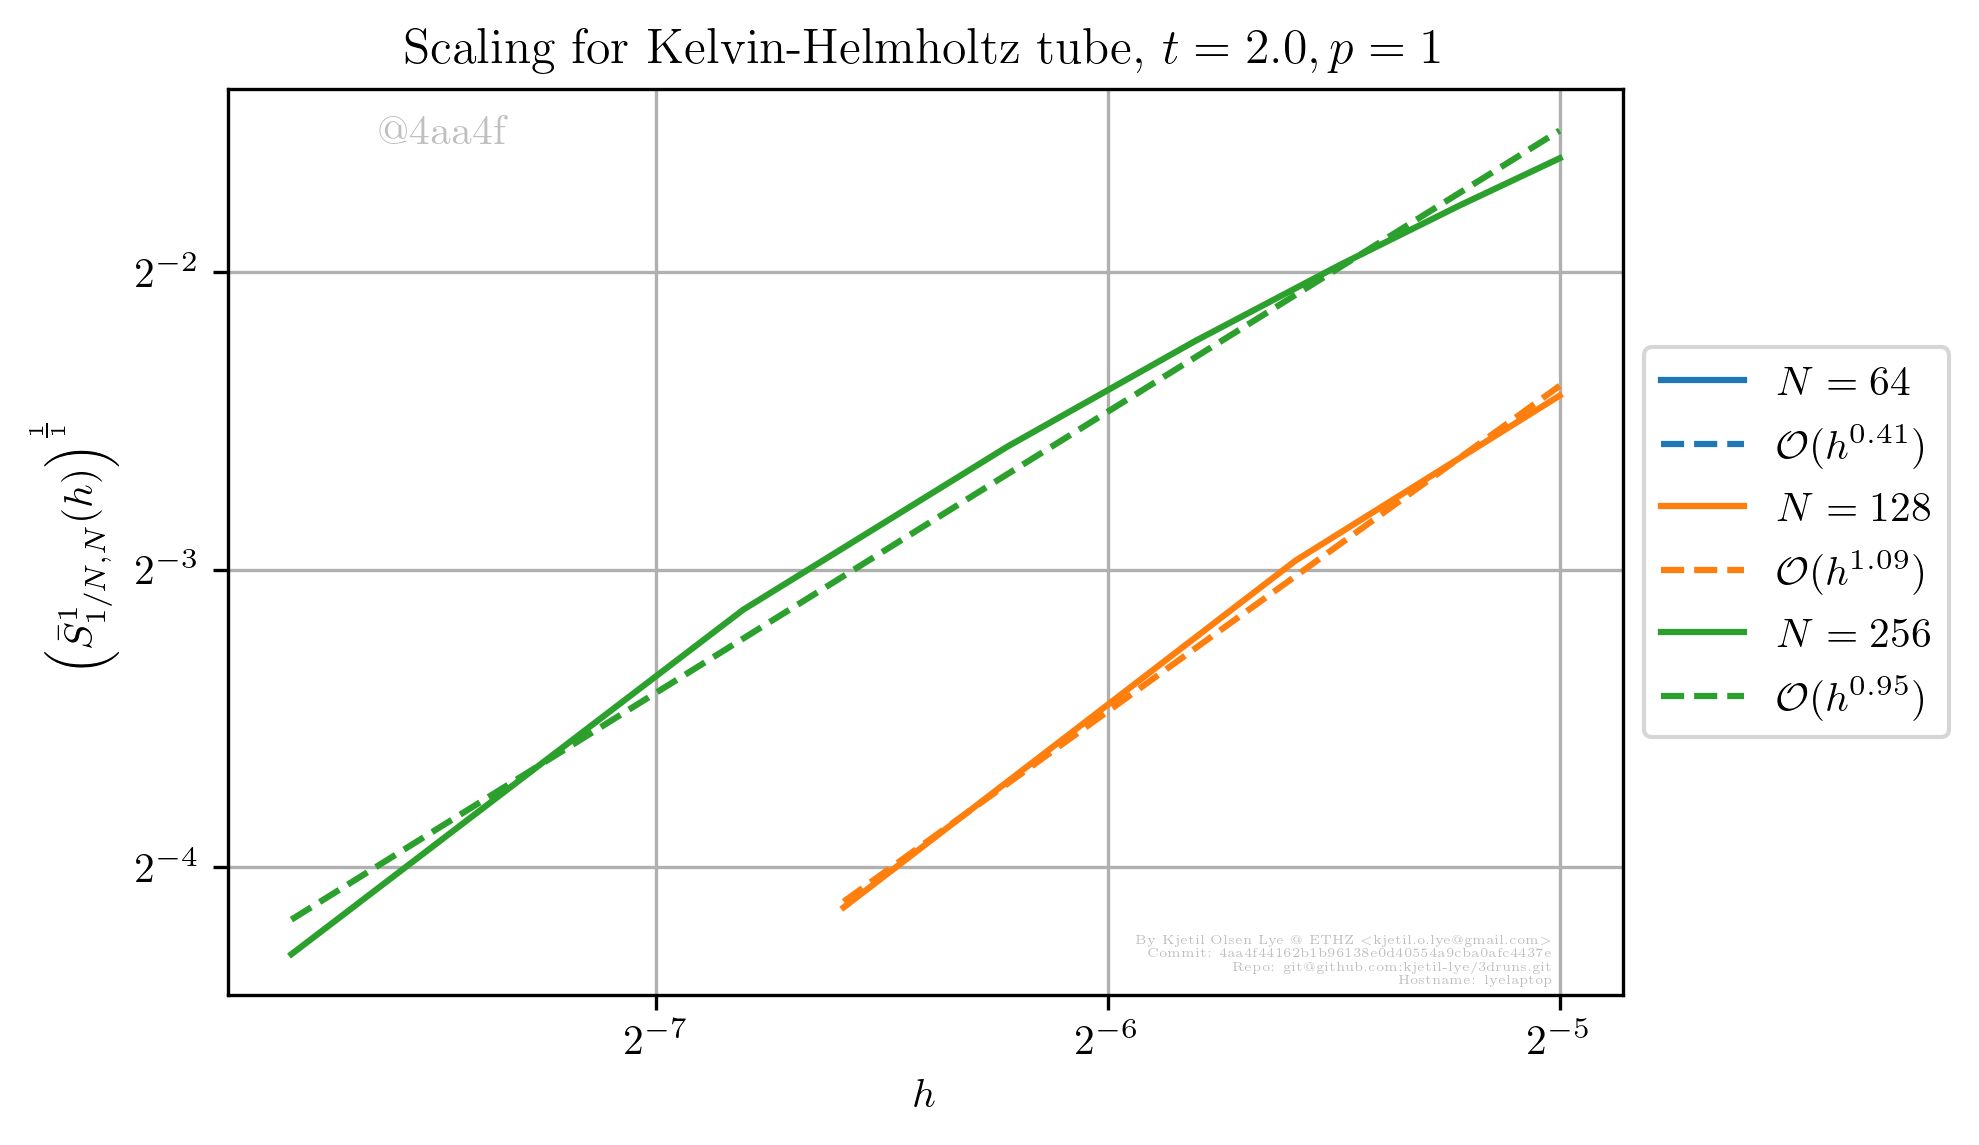 Scaling for Kelvin-Helmholtz tube, t = 2.0, p = 1
@4aa4f
2^{-2}
2^{-3}
2^{-4}
(S̄^1_{1/N,N}(h))^{1/1}
N = 64
𝒪(h^{0.41})
N = 128
𝒪(h^{1.09})
N = 256
𝒪(h^{0.95})
By Kjetil Olsen Lye @ ETHZ <kjetil.o.lye@gmail.com>
Commit: 4aa4f44162b1b96138e0d40554a9cba0afc4437e
Repo: git@github.com:kjetil-lye/3druns.git
Hostname: lyelaptop
2^{-7} 2^{-6} 2^{-5}
h